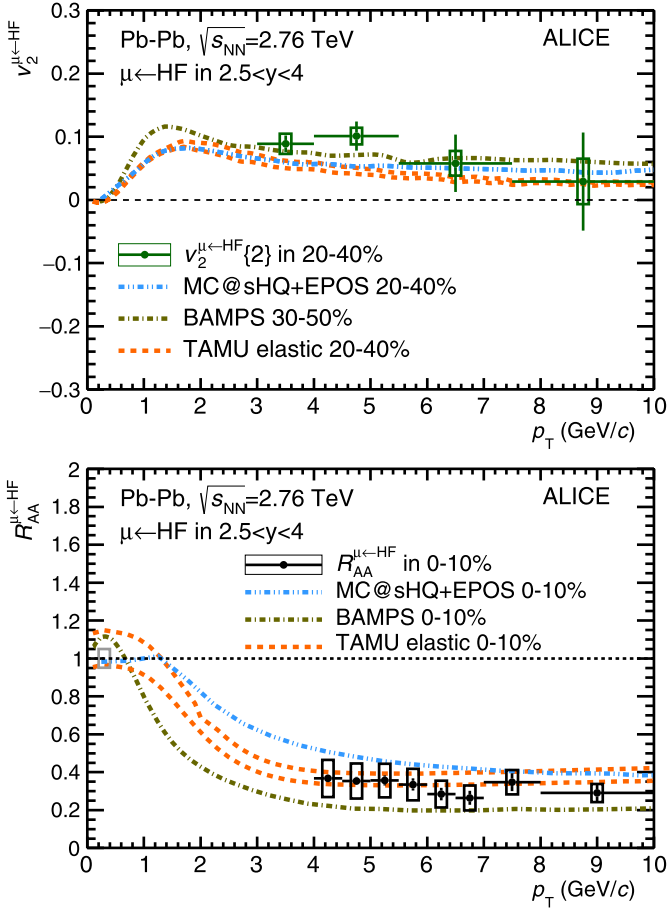 Pb-Pb, √s_NN=2.76 TeV ALICE
μ←HF in 2.5<y<4
v_2^μ←HF
0.3
0.2
0.1
0
−0.1
−0.2
−0.3
v_2^μ←HF{2} in 20-40%
MC@sHQ+EPOS 20-40%
BAMPS 30-50%
TAMU elastic 20-40%
0 1 2 3 4 5 6 7 8 9 10
p_T (GeV/c)
Pb-Pb, √s_NN=2.76 TeV ALICE
μ←HF in 2.5<y<4
R_AA^μ←HF
2
1.8
1.6
1.4
1.2
1
0.8
0.6
0.4
0.2
0
R_AA^μ←HF in 0-10%
MC@sHQ+EPOS 0-10%
BAMPS 0-10%
TAMU elastic 0-10%
0 1 2 3 4 5 6 7 8 9 10
p_T (GeV/c)